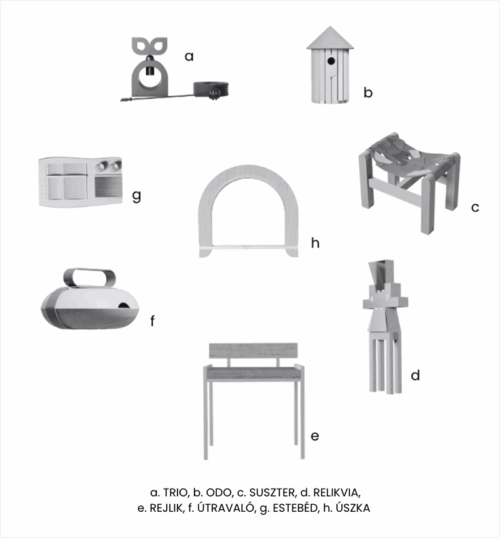 a
b
g
c
h
f
d
e
a. TRIO, b. ODO, c. SUSZTER, d. RELIKVIA,
e. REJLIK, f. ÚTRAVALÓ, g. ESTEBÉD, h. ÚSZKA